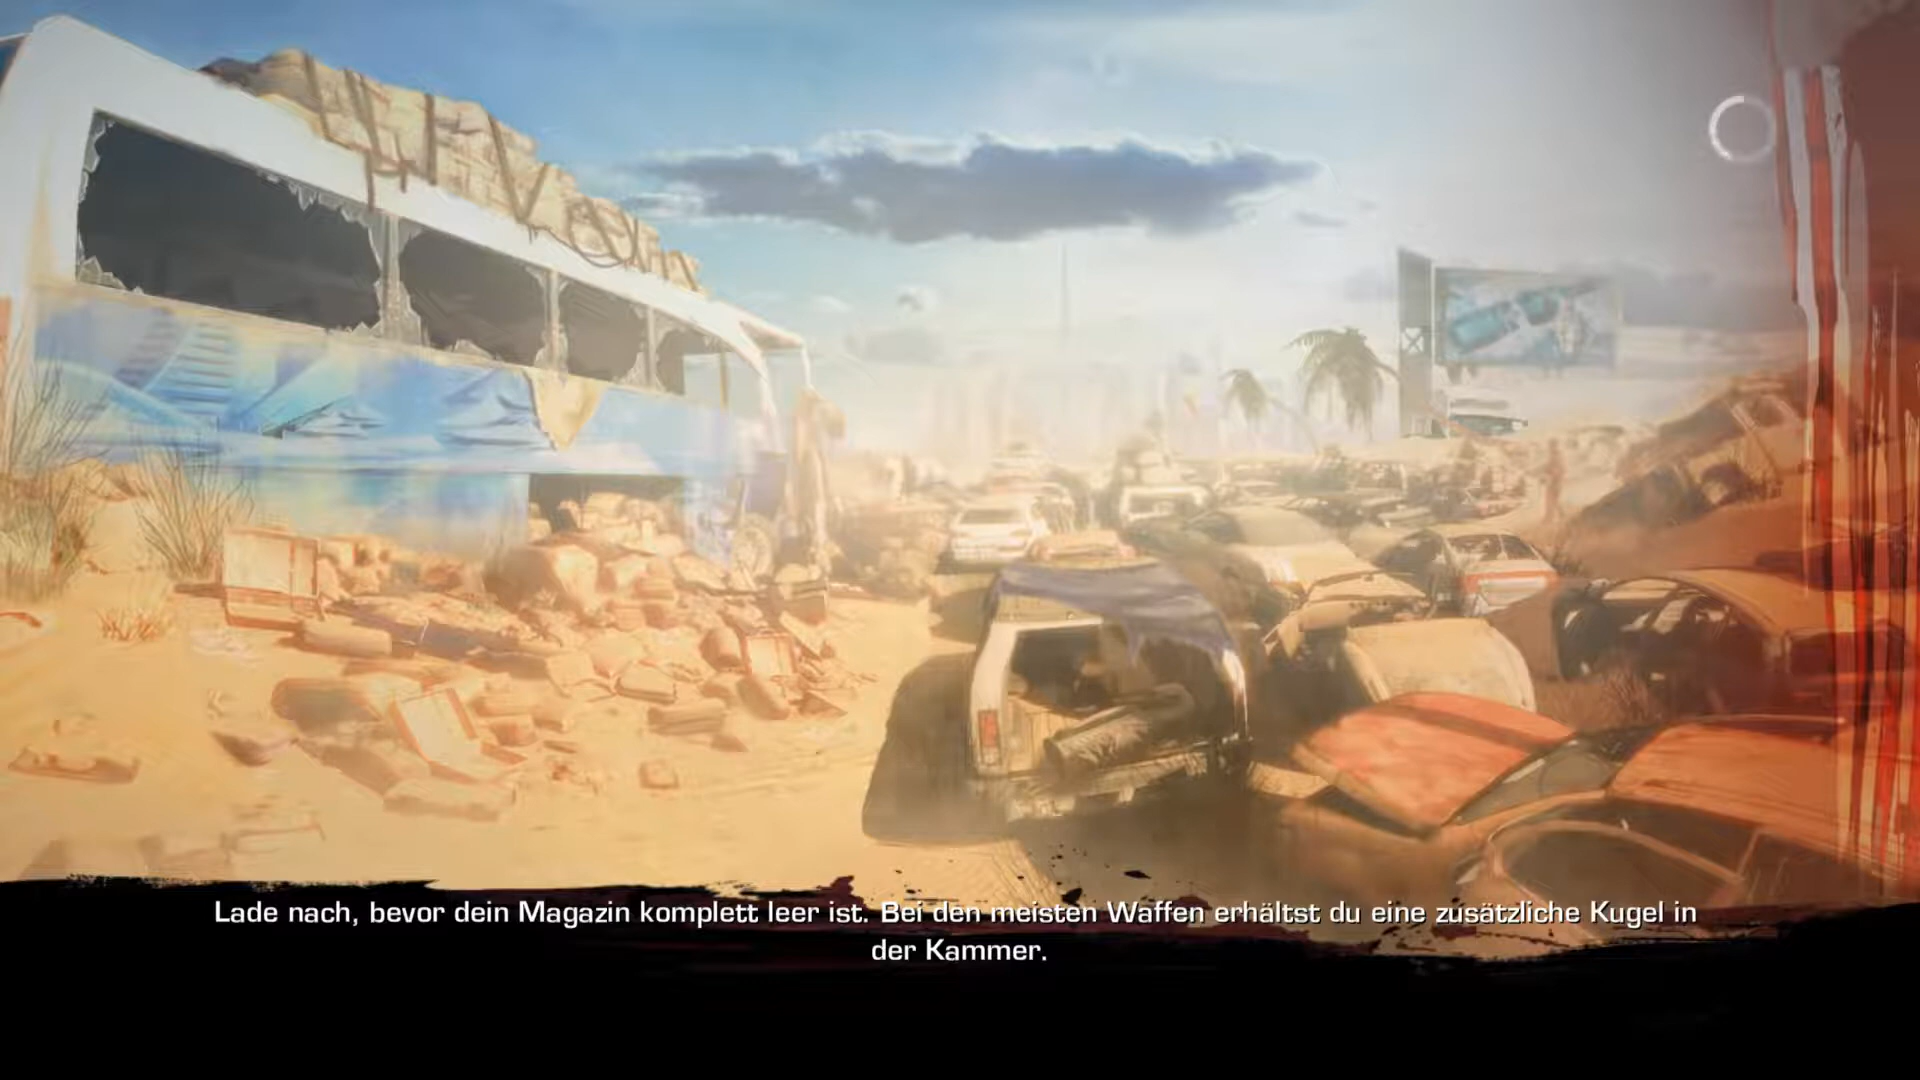 Lade nach, bevor dein Magazin komplett leer ist. Bei den meisten Waffen erhältst du eine zusätzliche Kugel in
der Kammer.